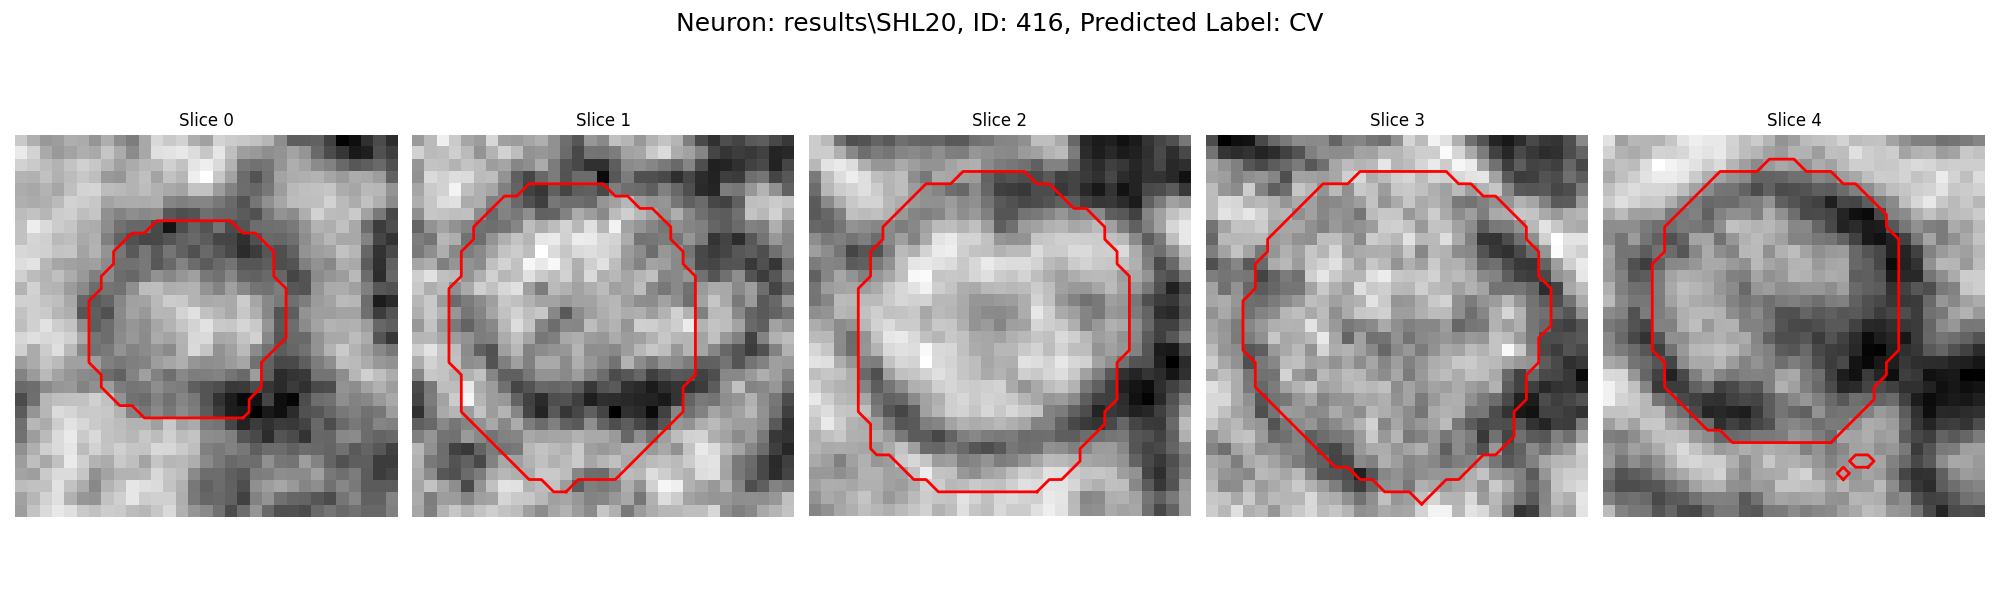 Neuron: results\SHL20, ID: 416, Predicted Label: CV
Slice 0
Slice 1
Slice 2
Slice 3
Slice 4